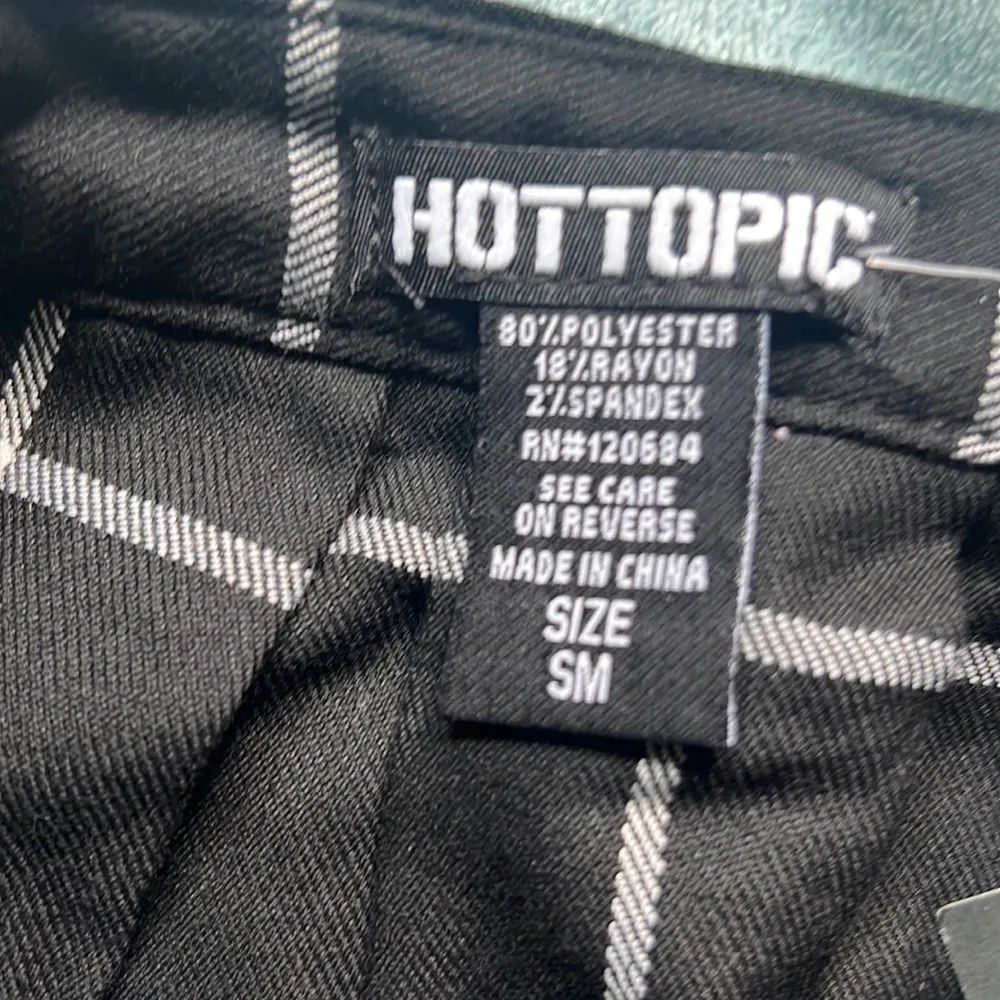 HOTTOPIC
80%POLYESTER
18%RAYON
2%SPANDEX
RN#120684
SEE CARE
ON REVERSE
MADE IN CHINA
SIZE
SM